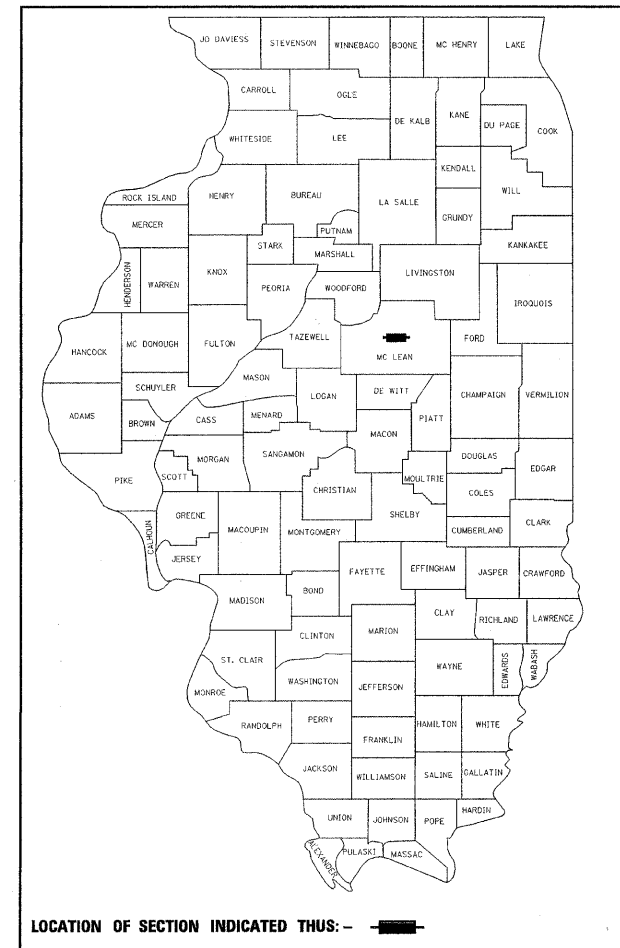 JO DAVIESS STEVENSON WINNEBAGO BOONE MC HENRY LAKE
CARROLL OGLE DE KALB KANE DU PAGE COOK
WHITESIDE LEE
KENDALL WILL
ROCK ISLAND HENRY BUREAU LA SALLE
MERCER PUTNAM GRUNDY
STARK MARSHALL KANKAKEE
HENDERSON WARREN KNOX PEORIA WOODFORD LIVINGSTON
IROQUOIS
HANCOCK MC DONOUGH FULTON TAZEWELL MC LEAN FORD
MASON
SCHUYLER LOGAN DE WITT CHAMPAIGN VERMILION
ADAMS BROWN CASS MENARD MACON PIATT
PIKE SCOTT MORGAN SANGAMON DOUGLAS EDGAR
CHRISTIAN MOULTRIE COLES
CALHOUN GREENE MACOUPIN MONTGOMERY SHELBY CUMBERLAND CLARK
JERSEY
FAYETTE EFFINGHAM JASPER CRAWFORD
MADISON BOND
CLAY RICHLAND LAWRENCE
CLINTON MARION
ST. CLAIR WAYNE EDWARDS WABASH
WASHINGTON JEFFERSON
MONROE
RANDOLPH PERRY HAMILTON WHITE
FRANKLIN
JACKSON WILLIAMSON SALINE GALLATIN
UNION JOHNSON POPE HARDIN
ALEXANDER PULASKI MASSAC
LOCATION OF SECTION INDICATED THUS: -